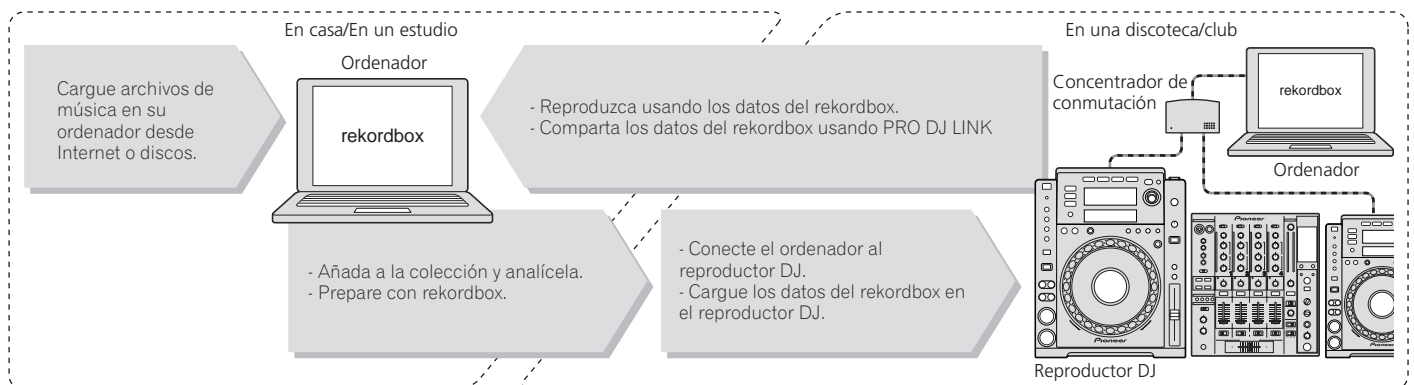 En casa/En un estudio
Ordenador
Cargue archivos de
música en su
ordenador desde
Internet o discos.
rekordbox
- Añada a la colección y analícela.
- Prepare con rekordbox.
- Reproduzca usando los datos del rekordbox.
- Comparta los datos del rekordbox usando PRO DJ LINK
- Conecte el ordenador al
reproductor DJ.
- Cargue los datos del rekordbox en
el reproductor DJ.
En una discoteca/club
Concentrador de
conmutación
rekordbox
Ordenador
Pioneer
Pioneer
Reproductor DJ